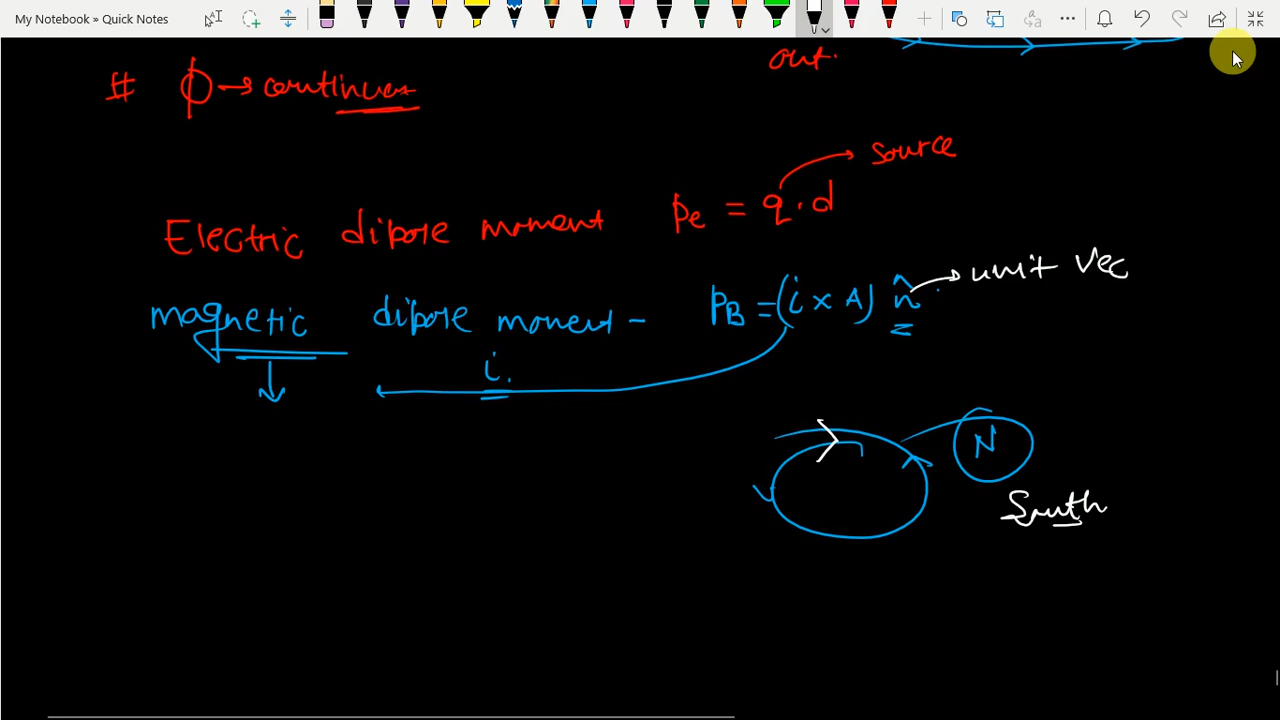 My Notebook » Quick Notes
out.
# ϕ → continues
source
Electric dipole moment pe = q.d
unit Vec
magnetic dipole moment - PB = (i × A) n̂
i.
N
South